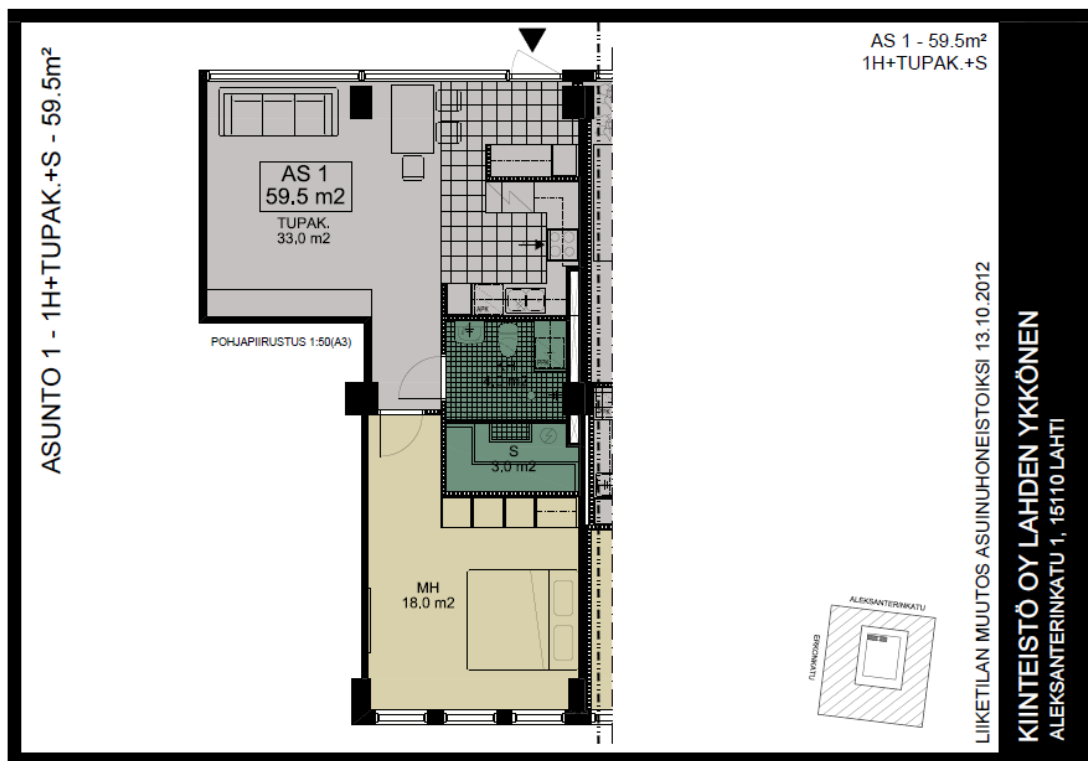 ASUNTO 1 - 1H+TUPAK.+S - 59.5m²
AS 1 - 59.5m²
1H+TUPAK.+S
AS 1
59.5 m2
TUPAK.
33,0 m2
APK
POHJAPIIRUSTUS 1:50(A3)
S
3,0 m2
MH
18,0 m2
ALEKSANTERINKATU
ERKONKATU
LIIKETILAN MUUTOS ASUINUHONEISTOIKSI 13.10.2012
KIINTEISTÖ OY LAHDEN YKKÖNEN
ALEKSANTERINKATU 1, 15110 LAHTI